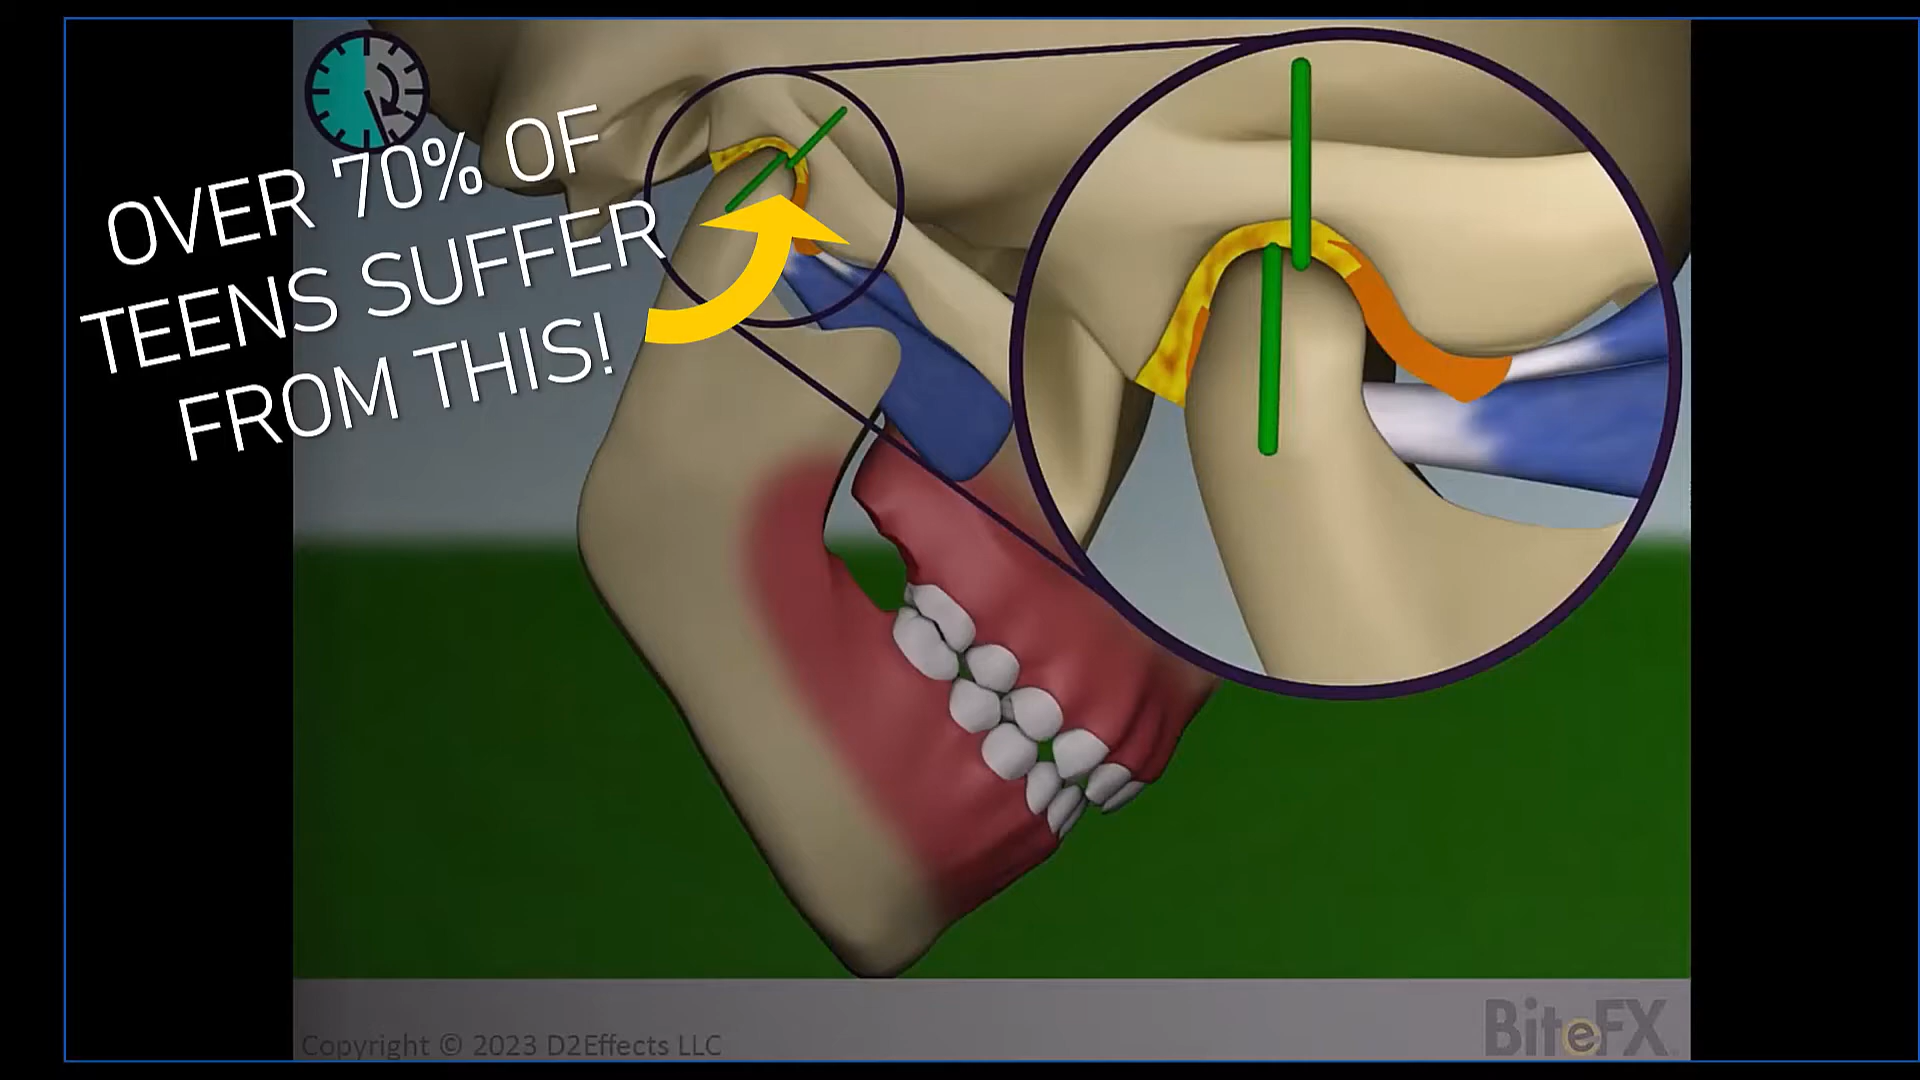 OVER 70% OF
TEENS SUFFER
FROM THIS!
Copyright © 2023 D2Effects LLC
BiteFX